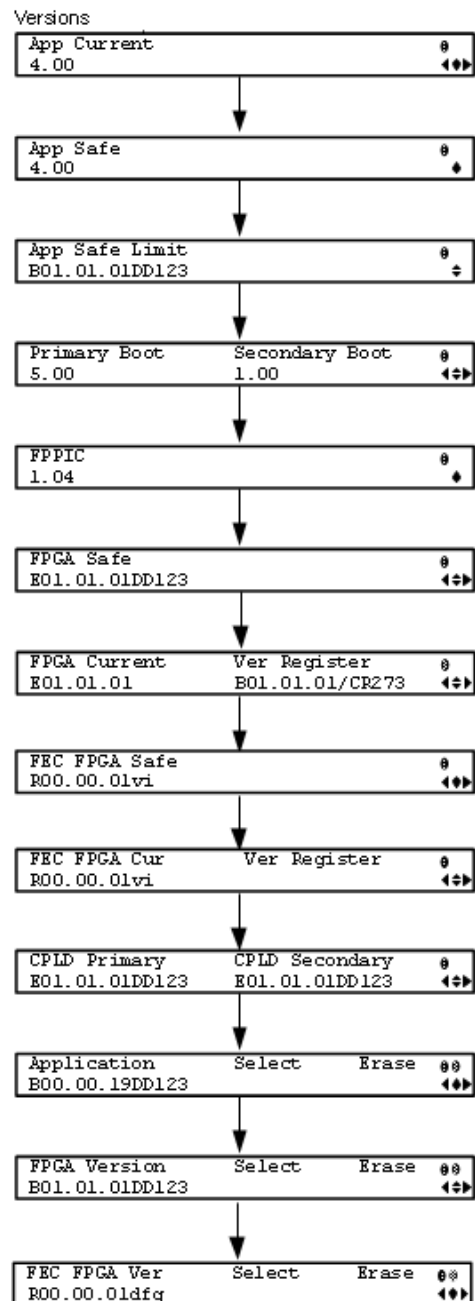 Versions
App Current
4.00
App Safe
4.00
App Safe Limit
B01.01.01DD123
Primary Boot Secondary Boot
5.00 1.00
FPPIC
1.04
FPGA Safe
E01.01.01DD123
FPGA Current Ver Register
E01.01.01 B01.01.01/CR273
FEC FPGA Safe
R00.00.01vi
FEC FPGA Cur Ver Register
R00.00.01vi
CPLD Primary CPLD Secondary
E01.01.01DD123 E01.01.01DD123
Application Select Erase
B00.00.19DD123
FPGA Version Select Erase
B01.01.01DD123
FEC FPGA Ver Select Erase
R00.00.01dfg